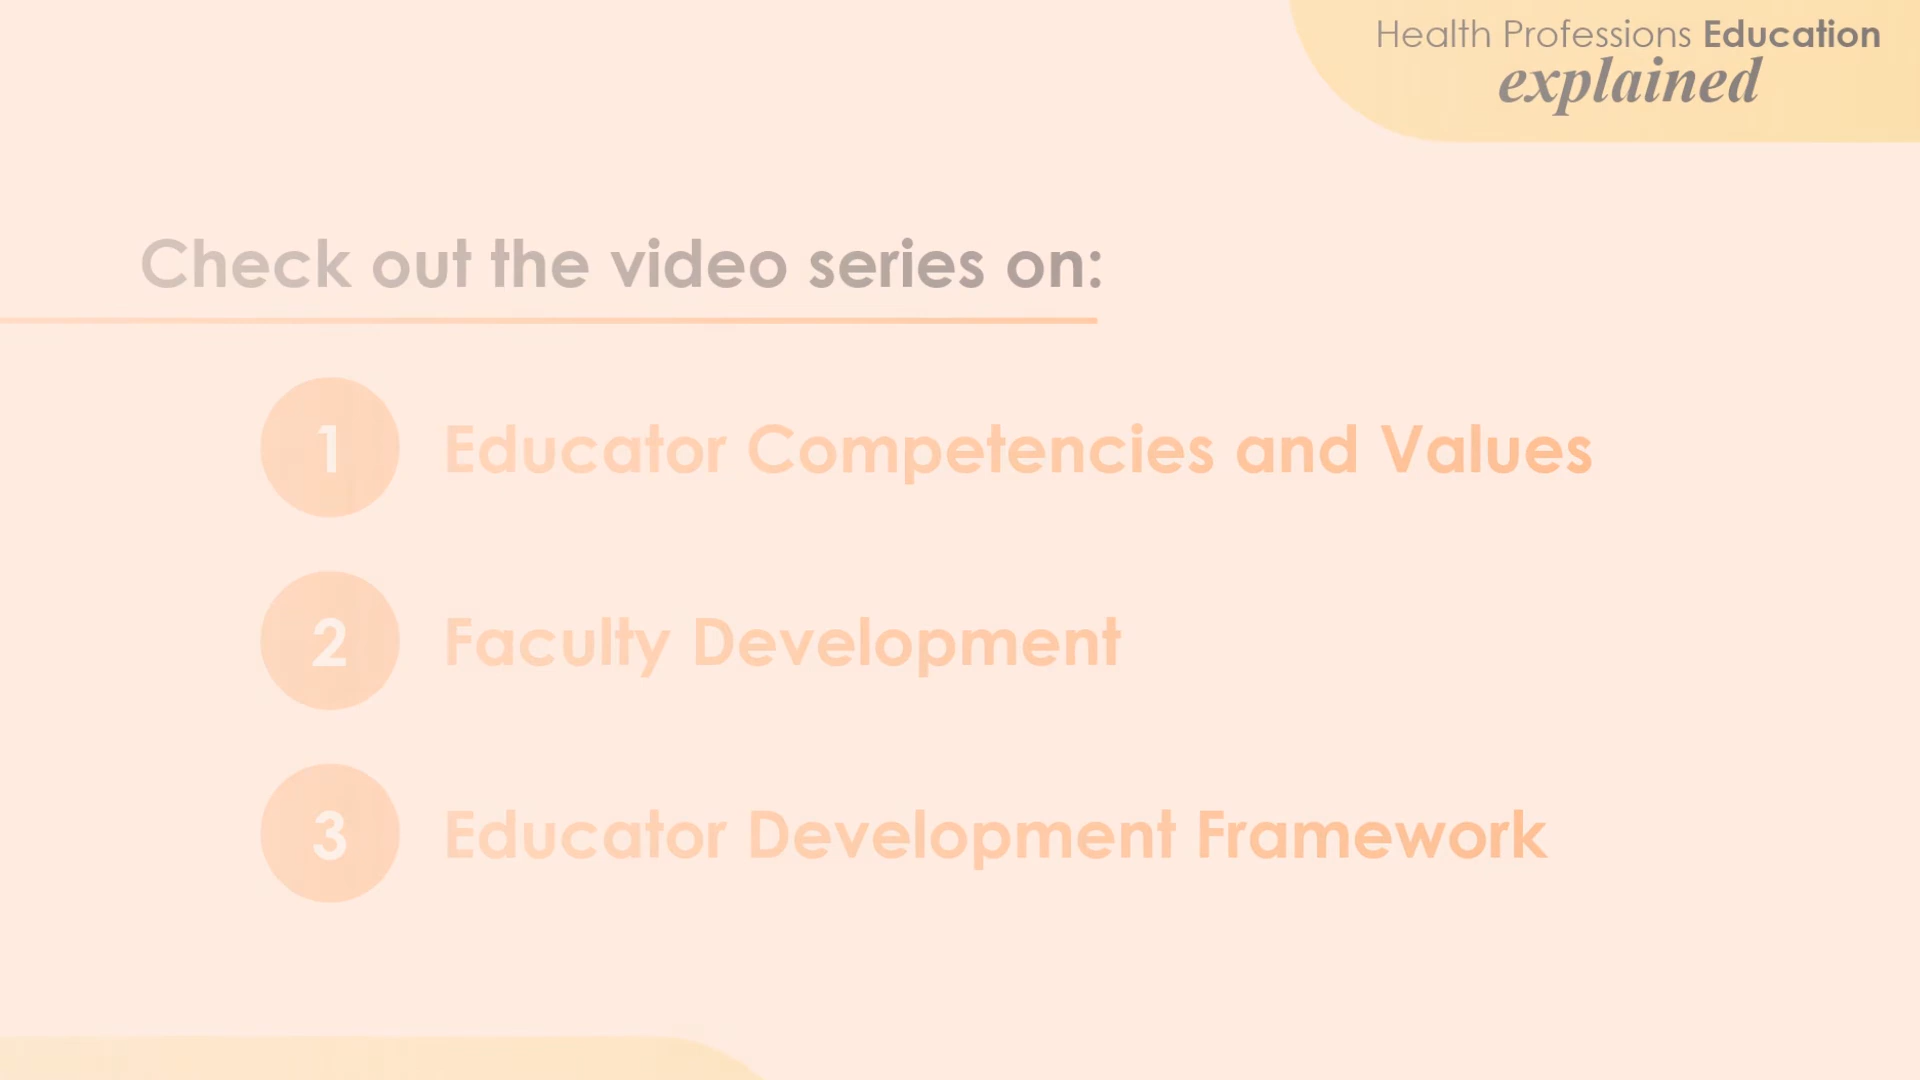 Health Professions Education
explained
Check out the video series on:
1 Educator Competencies and Values
2 Faculty Development
3 Educator Development Framework